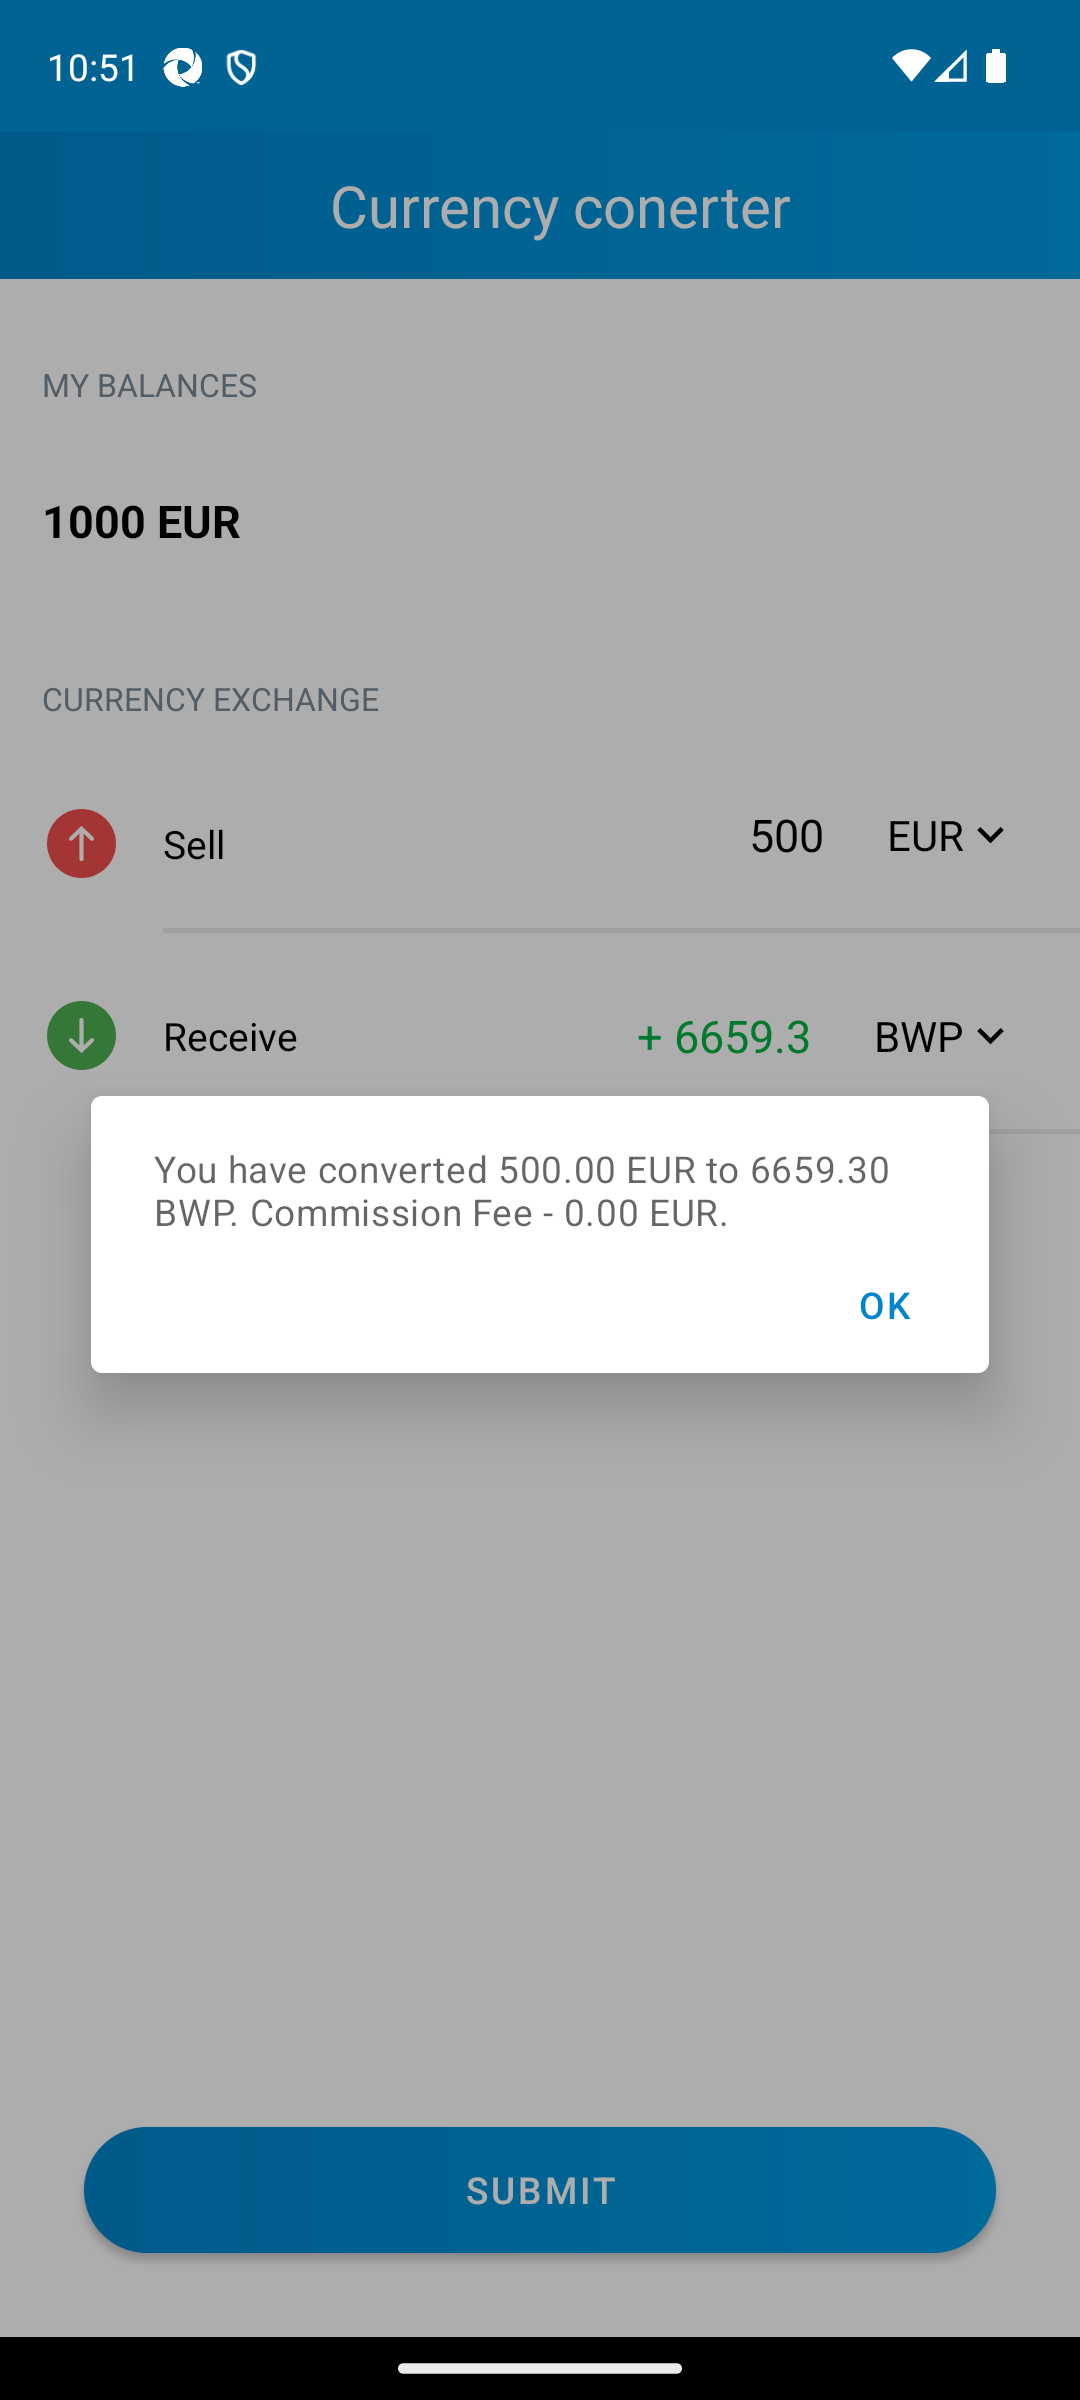 10:51
Currency conerter
MY BALANCES
1000 EUR
CURRENCY EXCHANGE
Sell 500 EUR
Receive + 6659.3 BWP
You have converted 500.00 EUR to 6659.30
BWP. Commission Fee - 0.00 EUR.
OK
SUBMIT